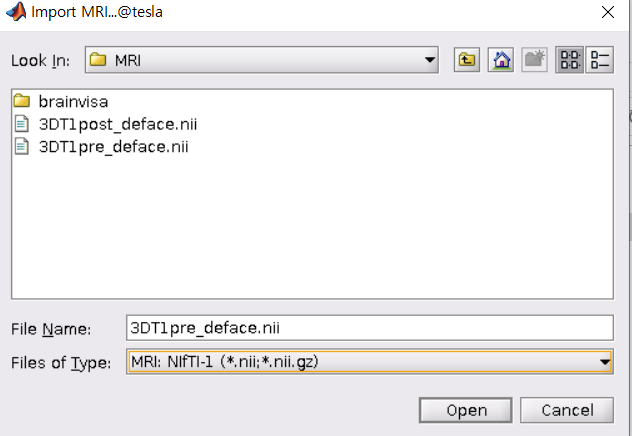 Import MRI...@tesla
Look In: MRI
brainvisa
3DT1post_deface.nii
3DT1pre_deface.nii
File Name: 3DT1pre_deface.nii
Files of Type: MRI: NIfTI-1 (*.nii;*.nii.gz)
Open Cancel